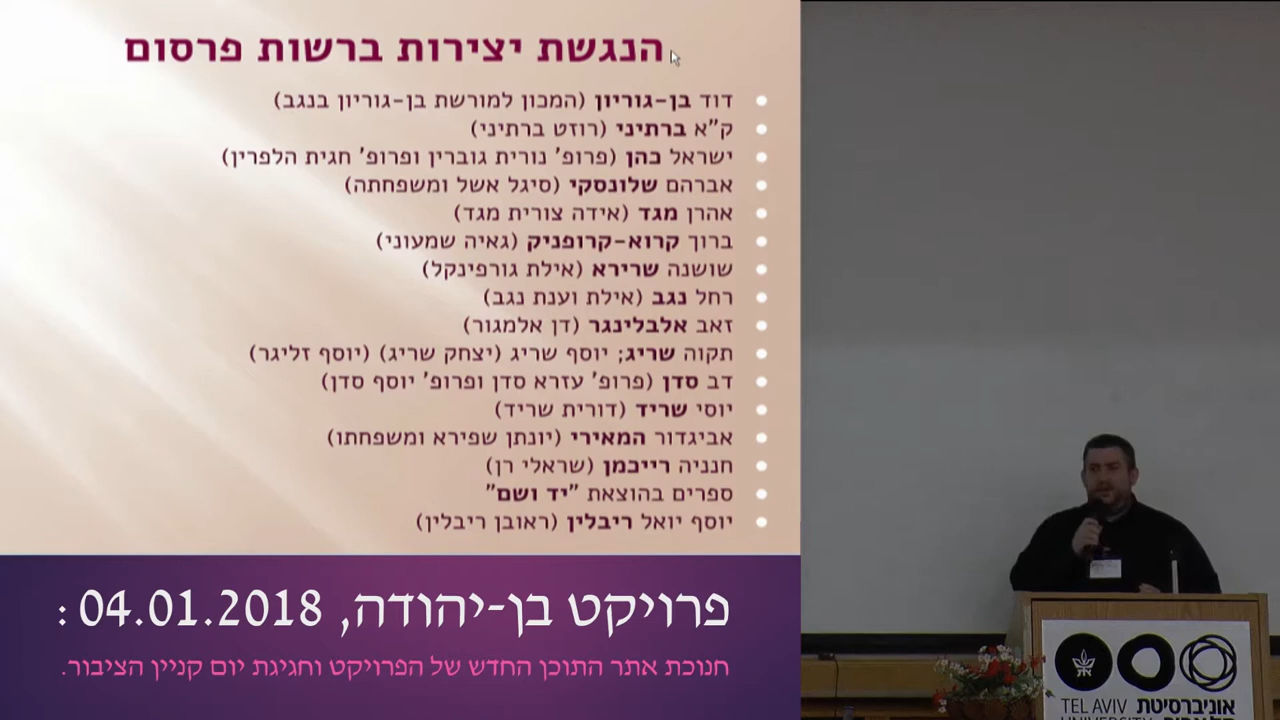 הנגשת יצירות ברשות פרסום
דוד בן-גוריון (המכון למורשת בן-גוריון בנגב)
ק"א ברתיני (רוזט ברתיני)
ישראל כהן (פרופ' נורית גוברין ופרופ' חגית הלפרין)
אברהם שלונסקי (סיגל אשל ומשפחתה)
אהרן מגד (אידה צורית מגד)
ברוך קרוא-קרופניק (גאיה שמעוני)
שושנה שרירא (אילת גורפינקל)
רחל נגב (אילת וענת נגב)
זאב אלבלינגר (דן אלמגור)
תקוה שריג; יוסף שריג (יצחק שריג) (יוסף זליגר)
דב סדן (פרופ' עזרא סדן ופרופ' יוסף סדן)
יוסי שריד (דורית שריד)
אביגדור המאירי (יונתן שפירא ומשפחתו)
חנניה רייכמן (שראלי רן)
ספרים בהוצאת "יד ושם"
יוסף יואל ריבלין (ראובן ריבלין)
פרויקט בן-יהודה, 04.01.2018 :
חנוכת אתר התוכן החדש של הפרויקט וחגיגת יום קניין הציבור.
אוניברסיטת TEL AVIV
UNIVERSITY